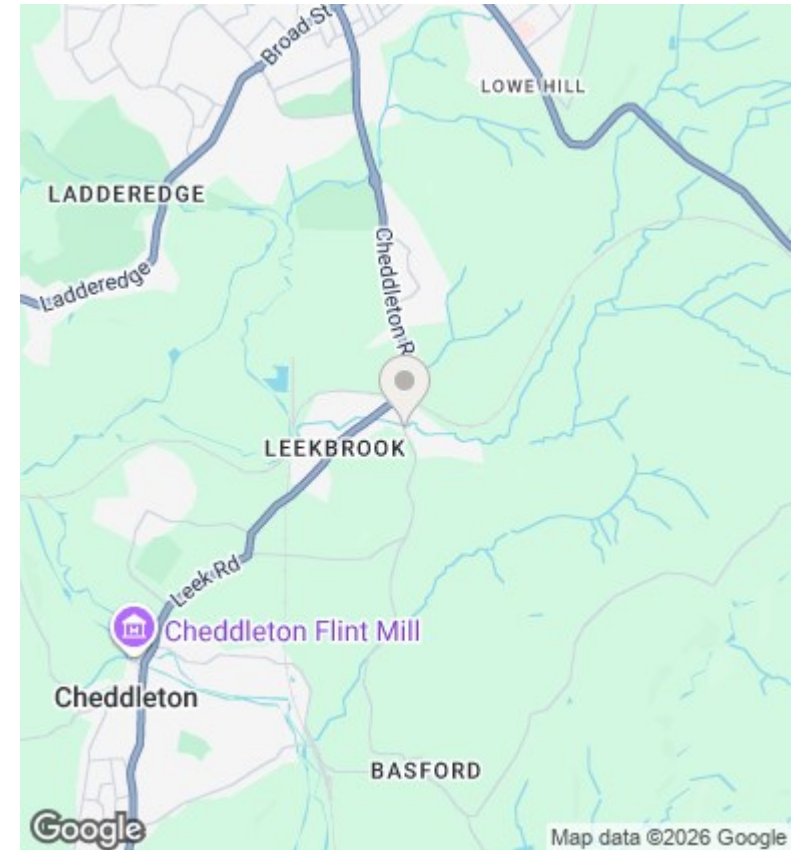 Broad St
LOWE HILL
LADDEREDGE
Ladderedge
Cheddleton R
LEEKBROOK
Leek Rd
Cheddleton Flint Mill
Cheddleton
BASFORD
Google
Map data ©2026 Google